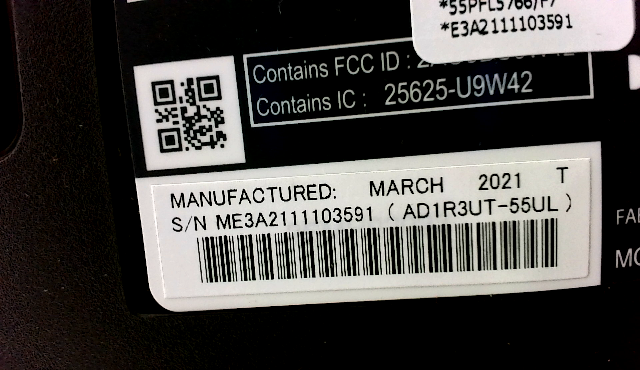 *55PFL5766/F7
*E3A2111103591
Contains FCC ID :
Contains IC : 25625-U9W42
MANUFACTURED: MARCH 2021 T
S/N ME3A2111103591 ( AD1R3UT-55UL )